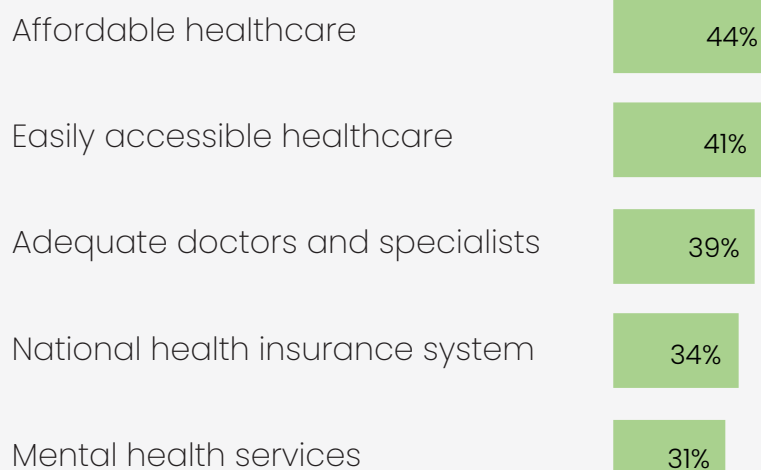 Affordable healthcare 44%
Easily accessible healthcare 41%
Adequate doctors and specialists 39%
National health insurance system 34%
Mental health services 31%